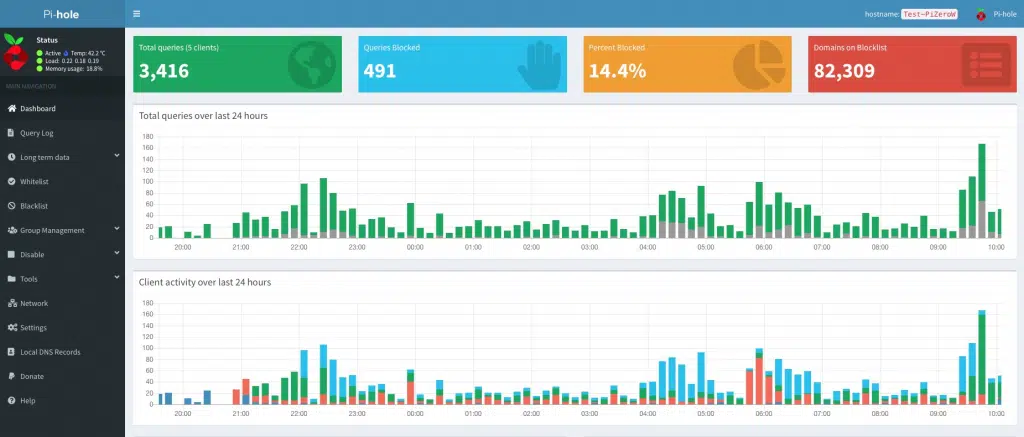 Pi-hole
hostname: Test-PiZeroW
Pi-hole
Status
Active Temp: 42.2 °C
Load: 0.22 0.18 0.19
Memory usage: 18.8%
MAIN NAVIGATION
Dashboard
Query Log
Long term data
Whitelist
Blacklist
Group Management
Disable
Tools
Network
Settings
Local DNS Records
Donate
Help
Total queries (5 clients)
3,416
Queries Blocked
491
Percent Blocked
14.4%
Domains on Blocklist
82,309
Total queries over last 24 hours
180
160
140
120
100
80
60
40
20
0
20:00 21:00 22:00 23:00 00:00 01:00 02:00 03:00 04:00 05:00 06:00 07:00 08:00 09:00 10:00
Client activity over last 24 hours
180
160
140
120
100
80
60
40
20
0
20:00 21:00 22:00 23:00 00:00 01:00 02:00 03:00 04:00 05:00 06:00 07:00 08:00 09:00 10:00